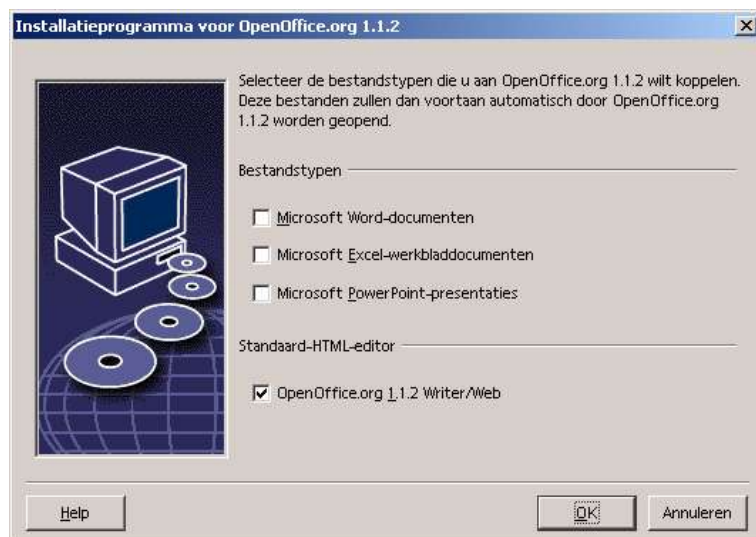 Installatieprogramma voor OpenOffice.org 1.1.2
Selecteer de bestandstypen die u aan OpenOffice.org 1.1.2 wilt koppelen.
Deze bestanden zullen dan voortaan automatisch door OpenOffice.org
1.1.2 worden geopend.
Bestandstypen
Microsoft Word-documenten
Microsoft Excel-werkbladdocumenten
Microsoft PowerPoint-presentaties
Standaard-HTML-editor
OpenOffice.org 1.1.2 Writer/Web
Help
OK
Annuleren